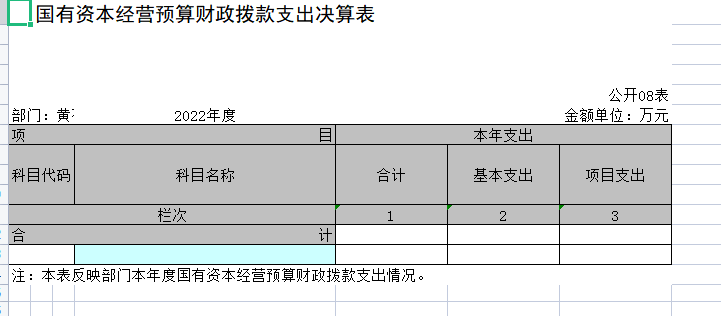 国有资本经营预算财政拨款支出决算表
公开08表
部门：黄 2022年度 金额单位：万元
项 目 本年支出
科目代码 科目名称 合计 基本支出 项目支出
栏次 1 2 3
合 计
注：本表反映部门本年度国有资本经营预算财政拨款支出情况。